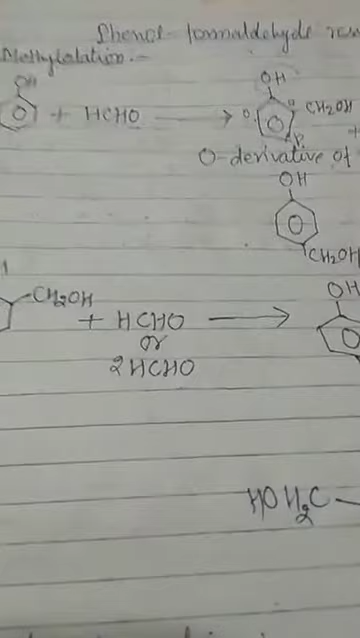 Phenol-formaldehyde
Methylolation:-
OH
+ HCHO →
OH
O
O
CH2OH
P
+
O-derivative of
OH
CH2OH
-CH2OH
+ HCHO →
or
2HCHO
OH
HOH2C-